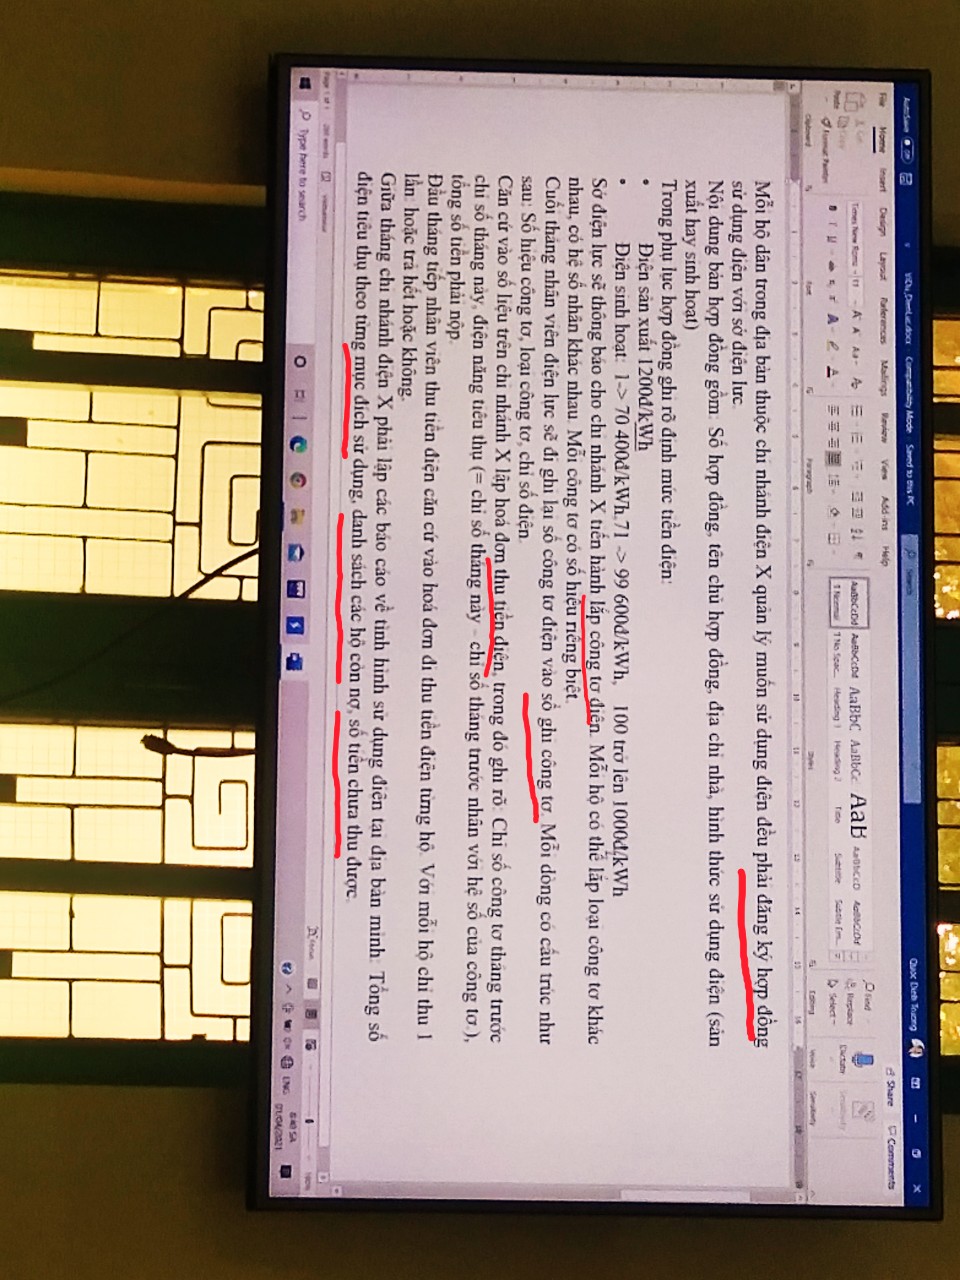 AutoSave Off ViDu_DienLuc.docx - Compatibility Mode - Saved to this PC Search Quoc Dinh Truong
File Home Insert Design Layout References Mailings Review View Add-ins Help Share Comments
Paste Cut Copy Format Painter
Times New Roma 11
AaBbCcDd AaBbCcDd AaBbC AaBbCc AaB AaBbCcD AaBbCcDd
1 Normal 1 No Spac... Heading 1 Heading 2 Title Subtitle Subtle Em...
Find Replace Select Dictate Sensitivity
Clipboard Font Paragraph Styles Editing Voice Sensitivity
Mỗi hộ dân trong địa bàn thuộc chi nhánh điện X quản lý muốn sử dụng điện đều phải đăng ký hợp đồng
sử dụng điện với sở điện lực.
Nội dung bản hợp đồng gồm: Số hợp đồng, tên chủ hợp đồng, địa chỉ nhà, hình thức sử dụng điện (sản
xuất hay sinh hoạt)
Trong phụ lục hợp đồng ghi rõ định mức tiền điện:
• Điện sản xuất 1200đ/kWh
• Điện sinh hoạt: 1-> 70 400đ/kWh,71 -> 99 600đ/kWh, 100 trở lên 1000đ/kWh
Sở điện lực sẽ thông báo cho chi nhánh X tiến hành lắp công tơ điện. Mỗi hộ có thể lắp loại công tơ khác
nhau, có hệ số nhân khác nhau. Mỗi công tơ có số hiệu riêng biệt.
Cuối tháng nhân viên điện lực sẽ đi ghi lại số công tơ điện vào sổ ghi công tơ. Mỗi dòng có cấu trúc như
sau: Số hiệu công tơ, loại công tơ, chỉ số điện.
Căn cứ vào số liệu trên chi nhánh X lập hoá đơn thu tiền điện, trong đó ghi rõ: Chỉ số công tơ tháng trước
chỉ số tháng này, điện năng tiêu thụ (= chỉ số tháng này - chỉ số tháng trước nhân với hệ số của công tơ.),
tổng số tiền phải nộp.
Đầu tháng tiếp nhân viên thu tiền điện căn cứ vào hoá đơn đi thu tiền điện từng hộ. Với mỗi hộ chỉ thu 1
lần: hoặc trả hết hoặc không.
Giữa tháng chi nhánh điện X phải lập các báo cáo về tình hình sử dụng điện tại địa bàn mình: Tổng số
điện tiêu thụ theo từng mục đích sử dụng, danh sách các hộ còn nợ, số tiền chưa thu được.
Page 1 of 1 words Vietnamese Focus
Type here to search ENG 8:40 SA
01/04/2021